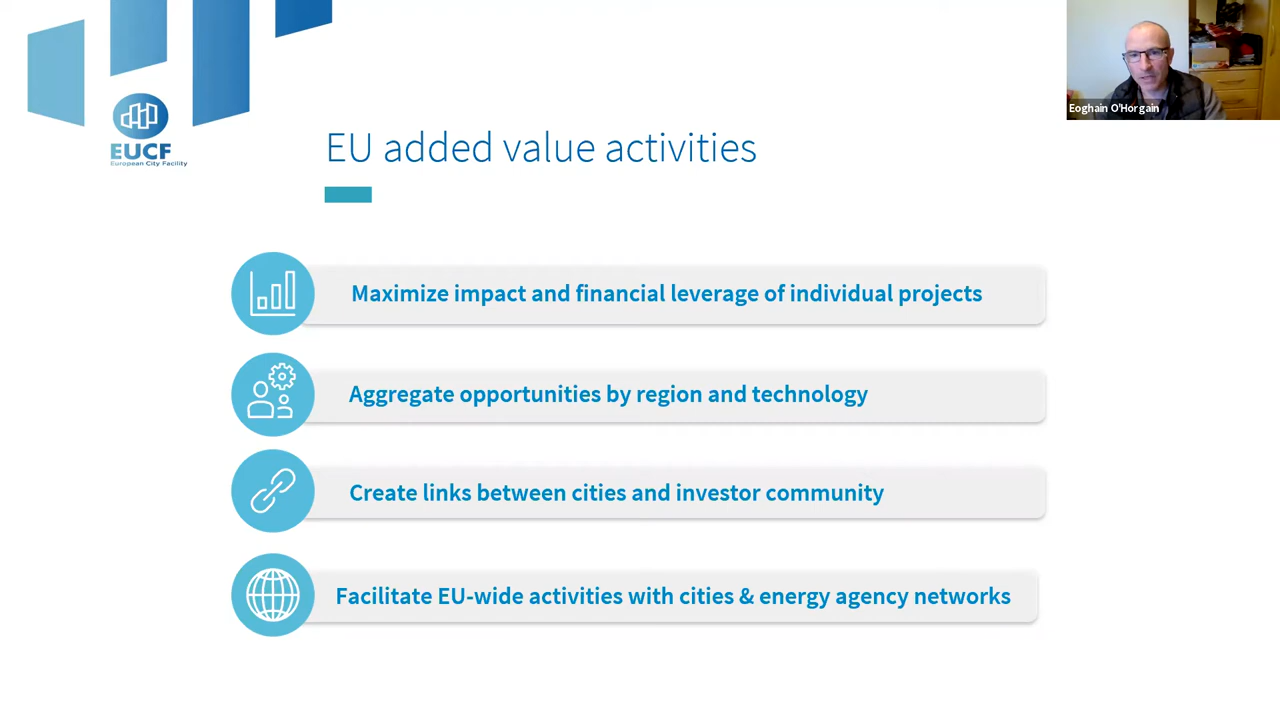 Eoghain O'Horgain
EUCF
European City Facility
EU added value activities
Maximize impact and financial leverage of individual projects
Aggregate opportunities by region and technology
Create links between cities and investor community
Facilitate EU-wide activities with cities & energy agency networks